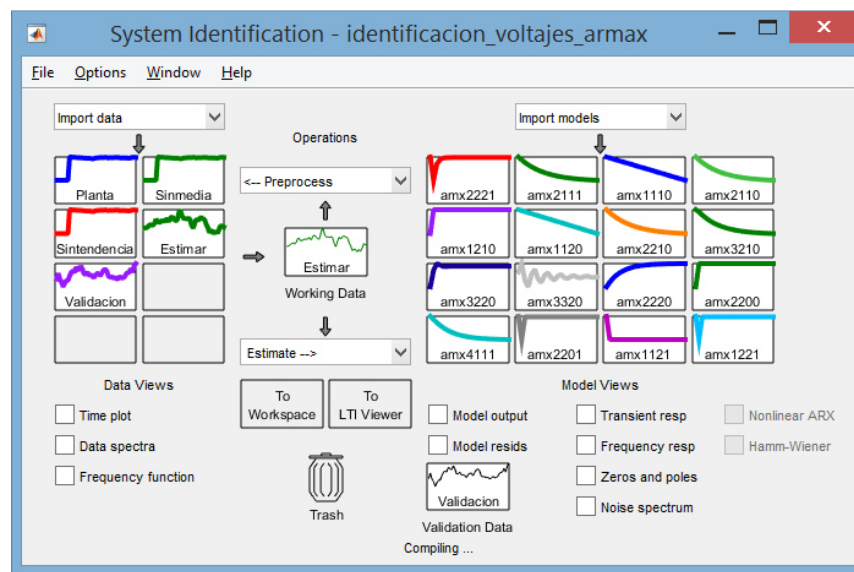 System Identification - identificacion_voltajes_armax
File Options Window Help
Import data
Operations
Import models
Planta
Sinmedia
<-- Preprocess
amx2221
amx2111
amx1110
amx2110
Sintendencia
Estimar
Estimar
amx1210
amx1120
amx2210
amx3210
Validacion
Working Data
amx3220
amx3320
amx2220
amx2200
Estimate -->
amx4111
amx2201
amx1121
amx1221
Data Views
To
Workspace
To
LTI Viewer
Model Views
Time plot
Model output
Transient resp
Nonlinear ARX
Data spectra
Model resids
Frequency resp
Hamm-Wiener
Frequency function
Zeros and poles
Validacion
Noise spectrum
Trash
Validation Data
Compiling ...